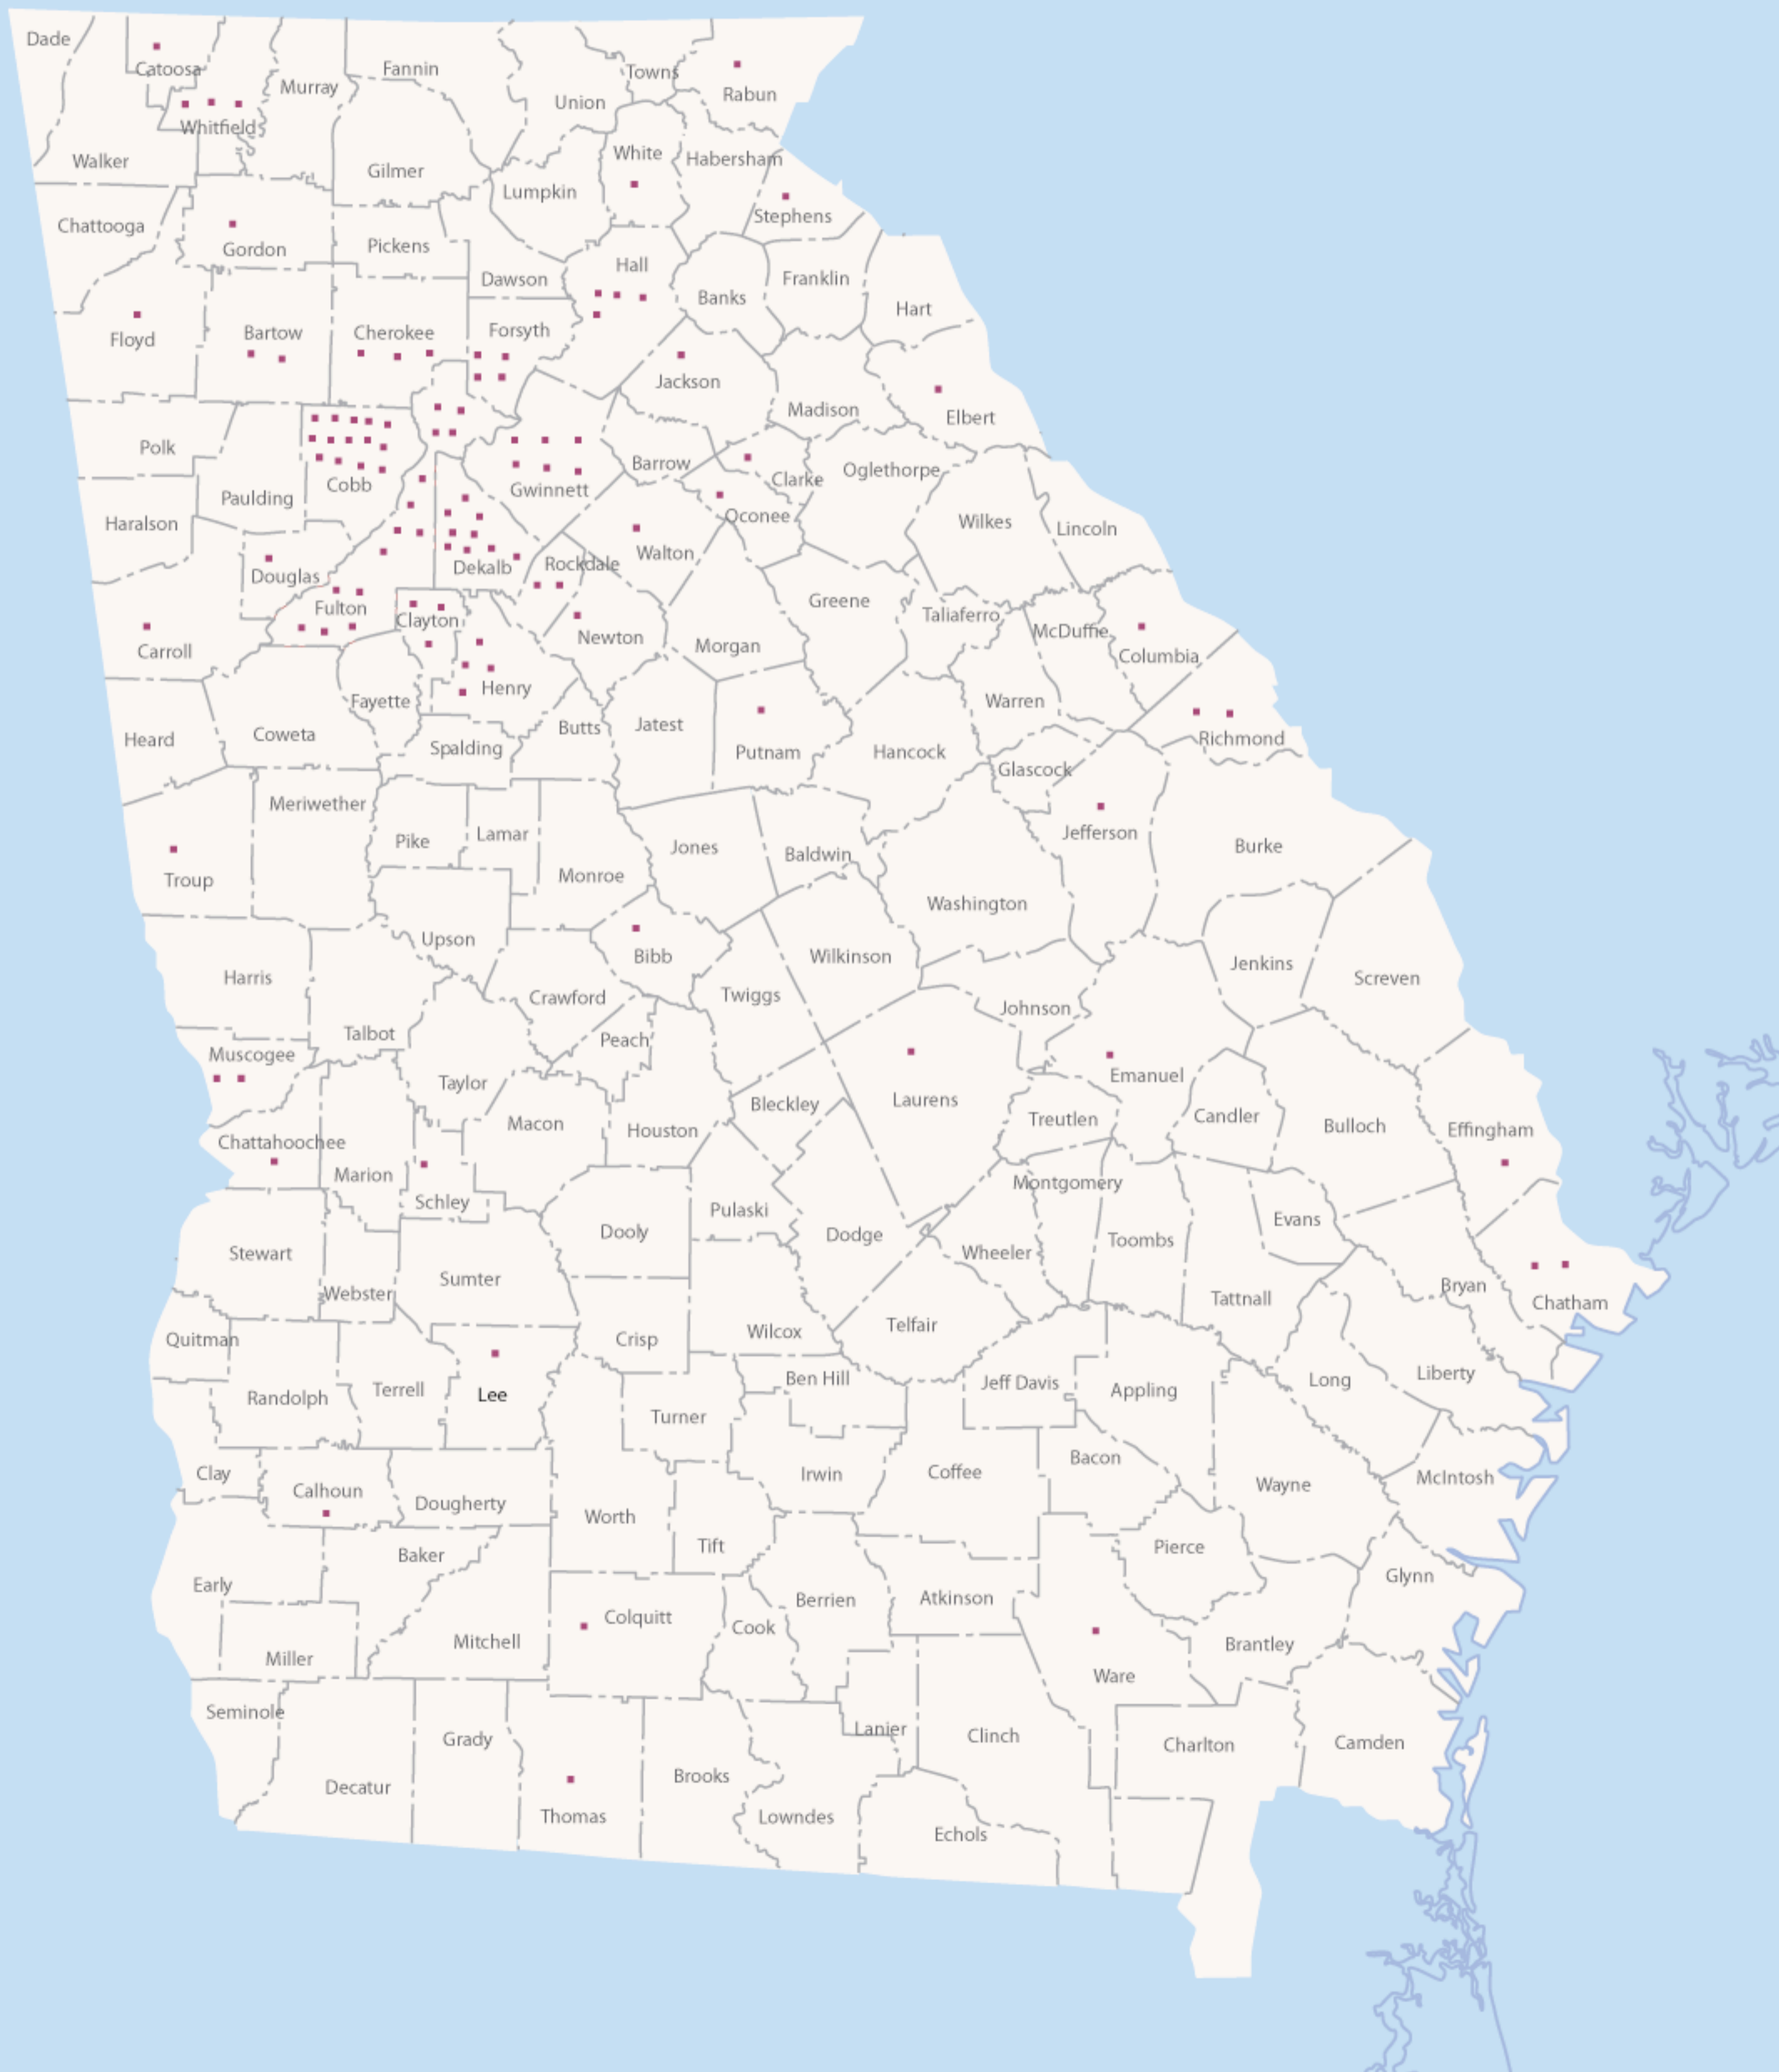 Dade
Catoosa
Fannin
Towns
Murray
Rabun
Union
Whitfield
Walker
White
Habersham
Gilmer
Lumpkin
Stephens
Chattooga
Gordon
Pickens
Hall
Dawson
Franklin
Banks
Hart
Floyd
Bartow
Cherokee
Forsyth
Jackson
Madison
Elbert
Polk
Barrow
Clarke
Oglethorpe
Cobb
Gwinnett
Paulding
Oconee
Haralson
Wilkes
Lincoln
Walton
Dekalb
Rockdale
Douglas
Greene
Fulton
Taliaferro
Clayton
McDuffie
Newton
Morgan
Carroll
Columbia
Henry
Fayette
Warren
Jatest
Butts
Heard
Coweta
Spalding
Putnam
Hancock
Richmond
Glascock
Meriwether
Pike
Lamar
Jefferson
Jones
Baldwin
Burke
Troup
Monroe
Washington
Upson
Bibb
Wilkinson
Harris
Jenkins
Screven
Crawford
Twiggs
Johnson
Talbot
Peach
Muscogee
Taylor
Emanuel
Laurens
Bleckley
Macon
Houston
Treutlen
Candler
Bulloch
Effingham
Chattahoochee
Marion
Montgomery
Schley
Pulaski
Dooly
Dodge
Evans
Toombs
Stewart
Wheeler
Sumter
Webster
Bryan
Tattnall
Chatham
Quitman
Crisp
Wilcox
Telfair
Liberty
Ben Hill
Jeff Davis
Long
Randolph
Terrell
Lee
Appling
Turner
Bacon
Clay
Irwin
Coffee
McIntosh
Calhoun
Wayne
Dougherty
Worth
Tift
Pierce
Baker
Early
Glynn
Colquitt
Berrien
Atkinson
Cook
Mitchell
Brantley
Miller
Ware
Seminole
Lanier
Grady
Clinch
Charlton
Camden
Decatur
Brooks
Thomas
Lowndes
Echols